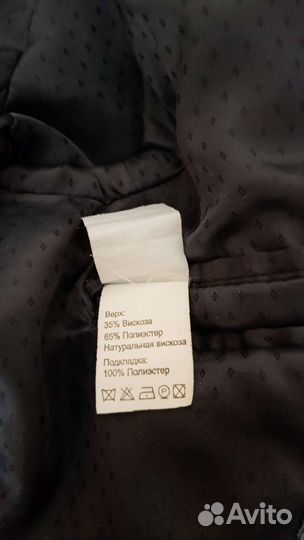 Верх:
35% Вискоза
65% Полиэстер
Натуральная вискоза
Подкладка:
100% Полиэстер
Avito